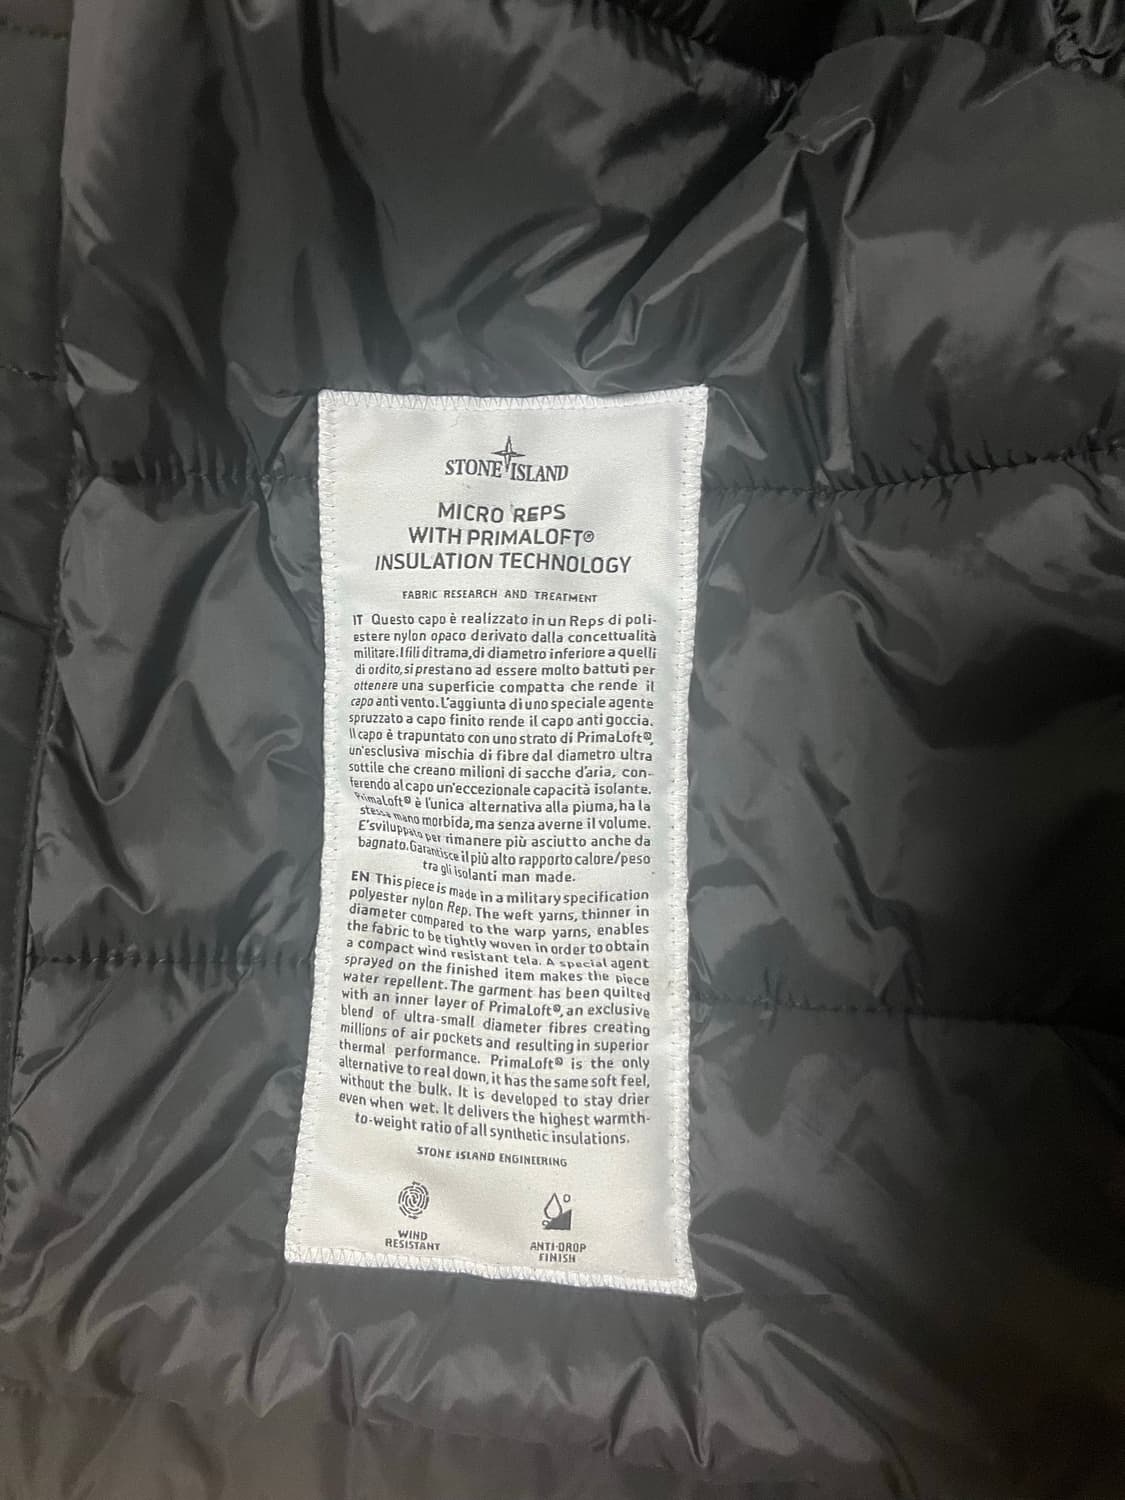 STONE ISLAND
MICRO REPS
WITH PRIMALOFT®
INSULATION TECHNOLOGY
FABRIC RESEARCH AND TREATMENT
IT Questo capo è realizzato in un Reps di poli-
estere nylon opaco derivato dalla concettualità
militare. I fili di trama, di diametro inferiore a quelli
di ordito, si prestano ad essere molto battuti per
ottenere una superficie compatta che rende il
capo anti vento. L'aggiunta di uno speciale agente
spruzzato a capo finito rende il capo anti goccia.
Il capo è trapuntato con uno strato di PrimaLoft®,
un'esclusiva mischia di fibre dal diametro ultra
sottile che creano milioni di sacche d'aria, con-
ferendo al capo un'eccezionale capacità isolante.
PrimaLoft® è l'unica alternativa alla piuma, ha la
stessa mano morbida, ma senza averne il volume.
E'sviluppato per rimanere più asciutto anche da
bagnato. Garantisce il più alto rapporto calore/peso
tra gli isolanti man made.
EN This piece is made in a military specification
polyester nylon Rep. The weft yarns, thinner in
diameter compared to the warp yarns, enables
the fabric to be tightly woven in order to obtain
a compact wind resistant tela. A special agent
sprayed on the finished item makes the piece
water repellent. The garment has been quilted
with an inner layer of PrimaLoft®, an exclusive
blend of ultra-small diameter fibres creating
millions of air pockets and resulting in superior
thermal performance. PrimaLoft® is the only
alternative to real down, it has the same soft feel,
without the bulk. It is developed to stay drier
even when wet. It delivers the highest warmth-
to-weight ratio of all synthetic insulations.
STONE ISLAND ENGINEERING
WIND
RESISTANT
ANTI-DROP
FINISH